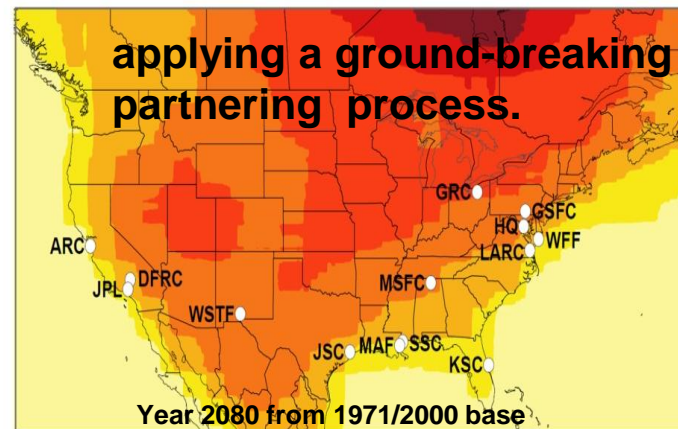 applying a ground-breaking
partnering process.
GRC
GSFC
HQ
WFF
ARC
LARC
DFRC
MSFC
JPL
WSTF
JSC
MAF
SSC
KSC
Year 2080 from 1971/2000 base